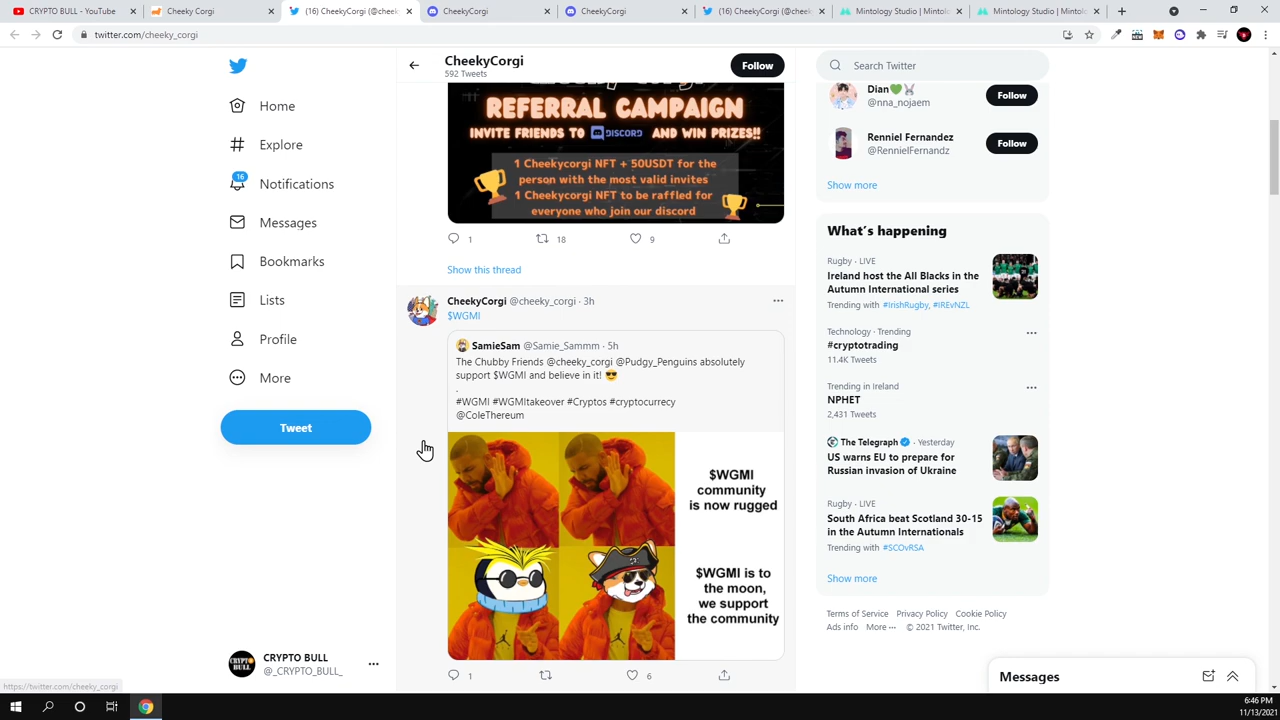 CRYPTO BULL - YouTube
Cheeky Corgi
(16) CheekyCorgi (@cheek
CheekyCorgi
CheekyCorgi
(16) CheekyCorgi (@cheeky_c
Mintology Studio | Mintolo
Mintology Studio | Mintolo
twitter.com/cheeky_corgi
CheekyCorgi
592 Tweets
Follow
Search Twitter
Home
Explore
16
Notifications
Messages
Bookmarks
Lists
Profile
More
Tweet
CRYPTO BULL
@_CRYPTO_BULL_
REFERRAL CAMPAIGN
INVITE FRIENDS TO DISCORD AND WIN PRIZES!!
1 Cheekycorgi NFT + 50USDT for the
person with the most valid invites
1 Cheekycorgi NFT to be raffled for
everyone who join our discord
1 18 9
Show this thread
CheekyCorgi @cheeky_corgi · 3h
$WGMI
SamieSam @Samie_Sammm · 5h
The Chubby Friends @cheeky_corgi @Pudgy_Penguins absolutely
support $WGMI and believe in it! 😎
.
#WGMI #WGMItakeover #Cryptos #cryptocurrecy
@ColeThereum
$WGMI
community
is now rugged
$WGMI is to
the moon,
we support
the community
1 6
Dian💚🐰
@nna_nojaem
Follow
Renniel Fernandez
@RennielFernandz
Follow
Show more
What's happening
Rugby · LIVE
Ireland host the All Blacks in the
Autumn International series
Trending with #IrishRugby, #IREvNZL
Technology · Trending
#cryptotrading
11.4K Tweets
Trending in Ireland
NPHET
2,431 Tweets
The Telegraph · Yesterday
US warns EU to prepare for
Russian invasion of Ukraine
Rugby · LIVE
South Africa beat Scotland 30-15
in the Autumn Internationals
Trending with #SCOvRSA
Show more
Terms of Service Privacy Policy Cookie Policy
Ads info More ··· © 2021 Twitter, Inc.
Messages
https://twitter.com/cheeky_corgi
6:46 PM
11/13/2021